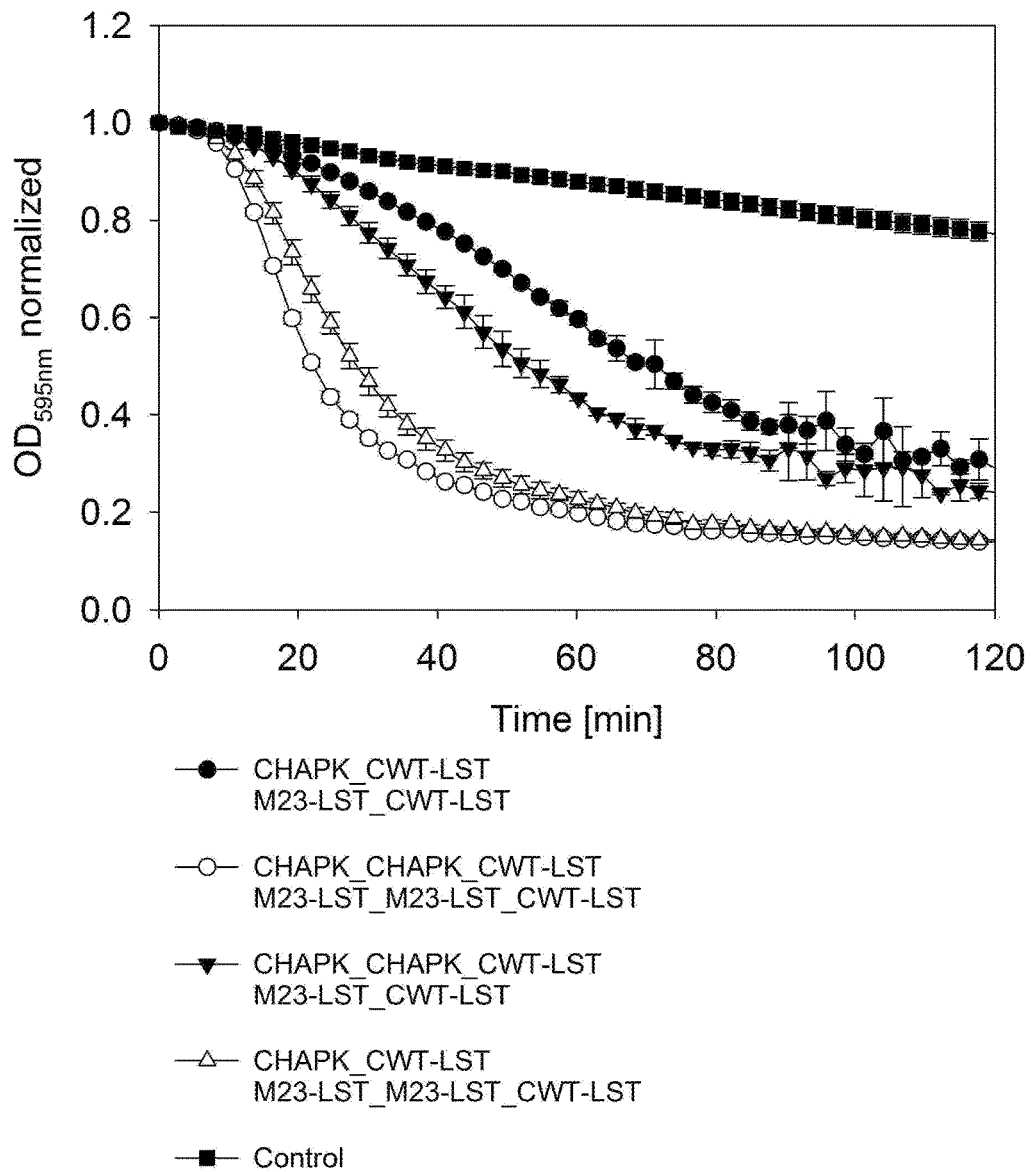 1.2
1.0
0.8
0.6
0.4
0.2
0.0
OD595nm normalized
0 20 40 60 80 100 120
Time [min]
CHAPK_CWT-LST
M23-LST_CWT-LST
CHAPK_CHAPK_CWT-LST
M23-LST_M23-LST_CWT-LST
CHAPK_CHAPK_CWT-LST
M23-LST_CWT-LST
CHAPK_CWT-LST
M23-LST_M23-LST_CWT-LST
Control